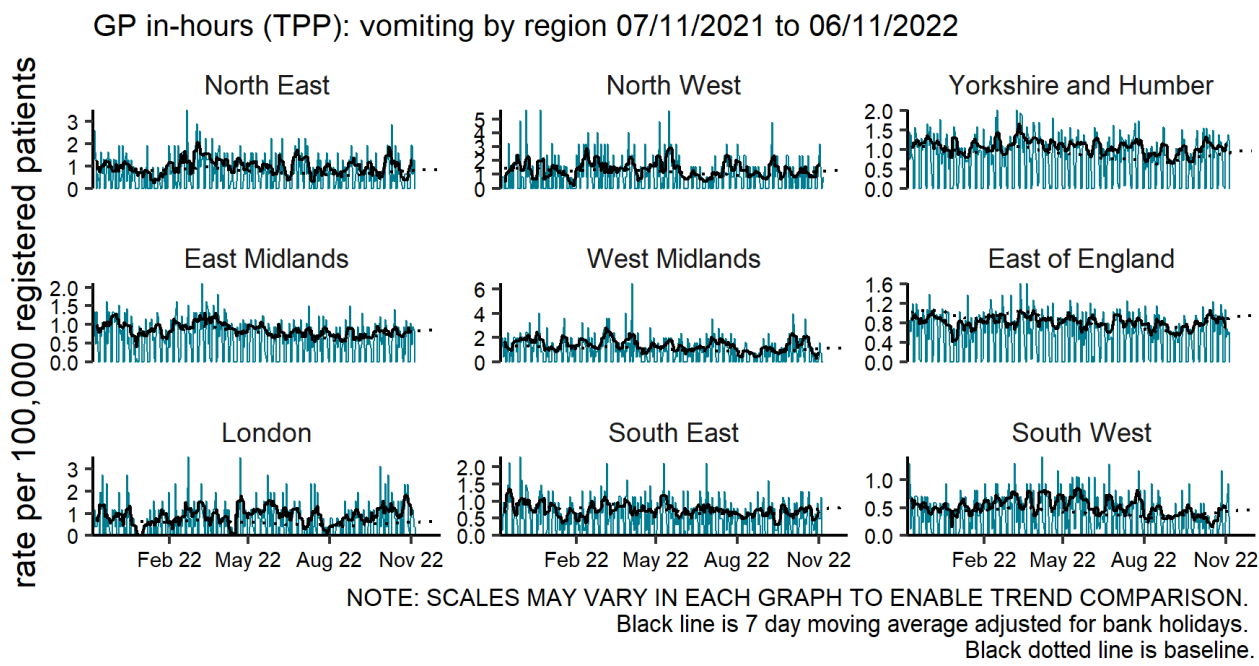 GP in-hours (TPP): vomiting by region 07/11/2021 to 06/11/2022
rate per 100,000 registered patients
North East
3
2
1
0
North West
5
4
3
2
1
0
Yorkshire and Humber
2.0
1.5
1.0
0.5
0.0
East Midlands
2.0
1.5
1.0
0.5
0.0
West Midlands
6
4
2
0
East of England
1.6
1.2
0.8
0.4
0.0
London
3
2
1
0
South East
2.0
1.5
1.0
0.5
0.0
South West
1.0
0.5
0.0
Feb 22 May 22 Aug 22 Nov 22
Feb 22 May 22 Aug 22 Nov 22
Feb 22 May 22 Aug 22 Nov 22
NOTE: SCALES MAY VARY IN EACH GRAPH TO ENABLE TREND COMPARISON.
Black line is 7 day moving average adjusted for bank holidays.
Black dotted line is baseline.